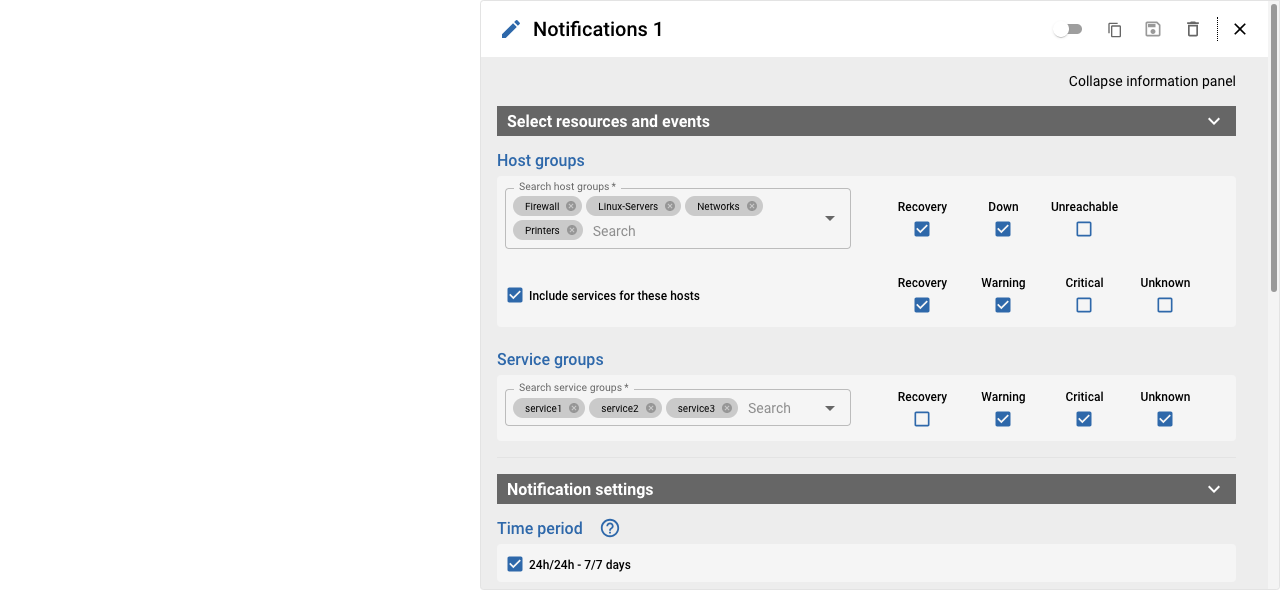 Notifications 1
Collapse information panel
Select resources and events
Host groups
Search host groups *
Firewall Linux-Servers Networks
Printers Search
Recovery Down Unreachable
Include services for these hosts
Recovery Warning Critical Unknown
Service groups
Search service groups *
service1 service2 service3 Search
Recovery Warning Critical Unknown
Notification settings
Time period ?
24h/24h - 7/7 days